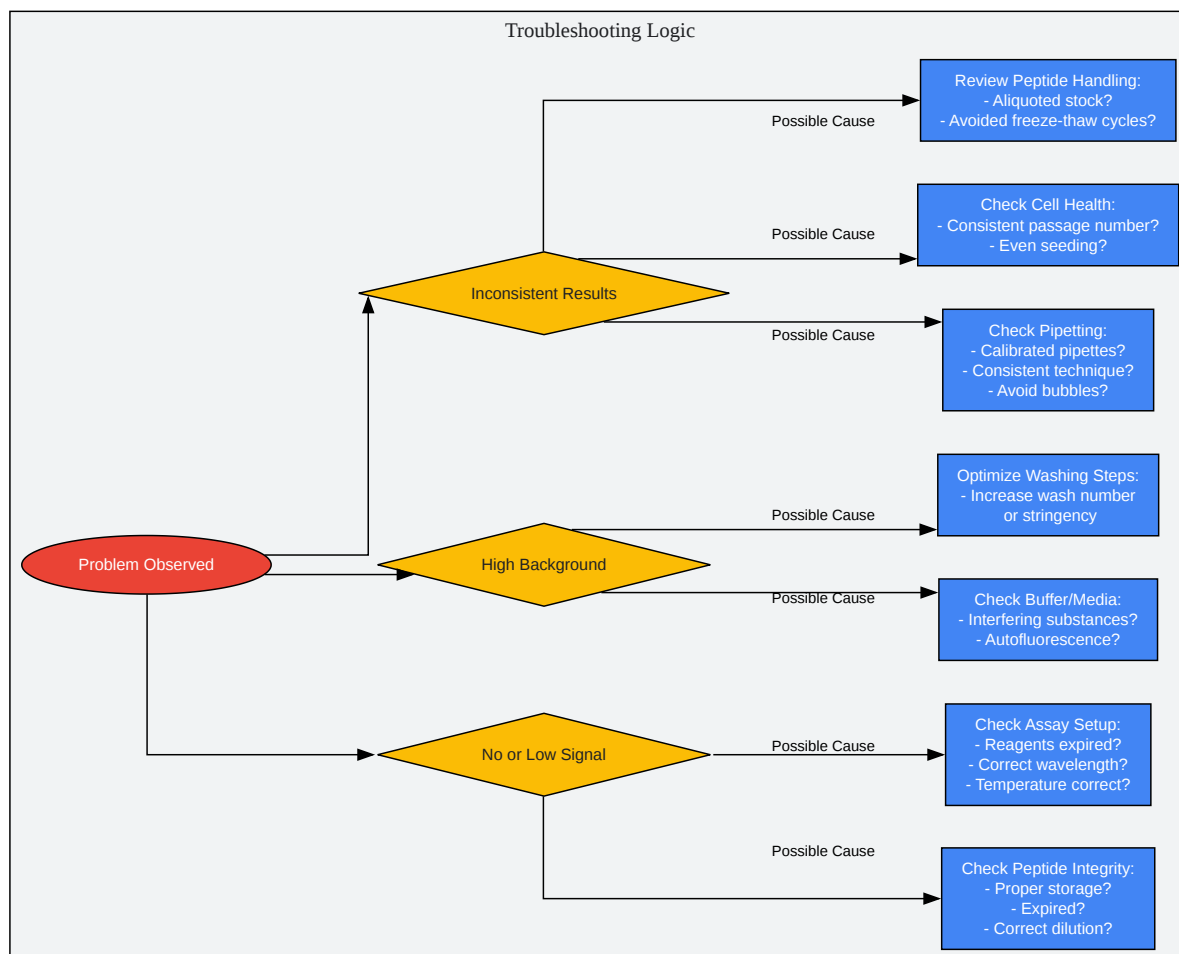 Troubleshooting Logic
Review Peptide Handling:
- Aliquoted stock?
- Avoided freeze-thaw cycles?
Possible Cause
Check Cell Health:
- Consistent passage number?
- Even seeding?
Possible Cause
Inconsistent Results
Check Pipetting:
- Calibrated pipettes?
- Consistent technique?
- Avoid bubbles?
Possible Cause
Optimize Washing Steps:
- Increase wash number
or stringency
Possible Cause
Problem Observed
High Background
Check Buffer/Media:
- Interfering substances?
- Autofluorescence?
Possible Cause
Check Assay Setup:
- Reagents expired?
- Correct wavelength?
- Temperature correct?
Possible Cause
No or Low Signal
Possible Cause
Check Peptide Integrity:
- Proper storage?
- Expired?
- Correct dilution?